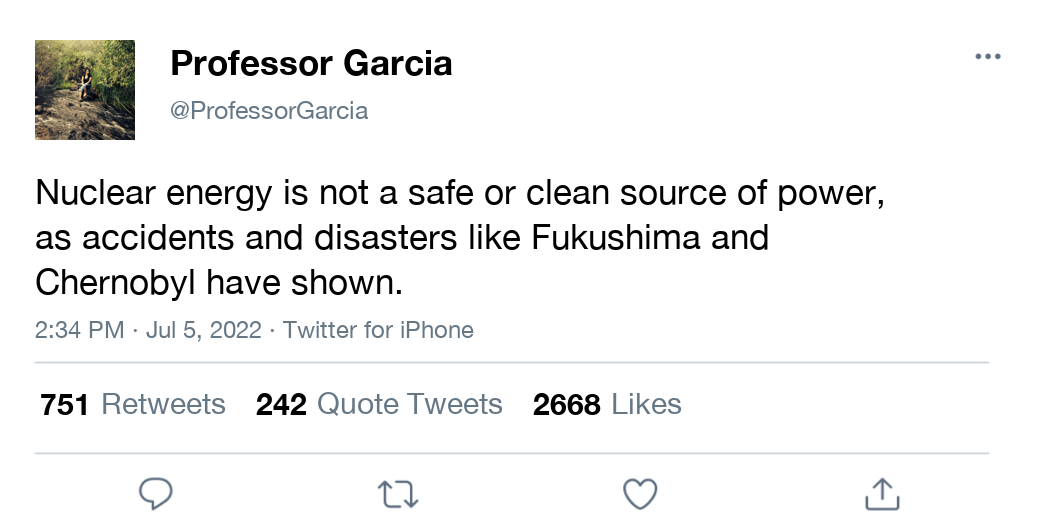 Professor Garcia
@ProfessorGarcia
Nuclear energy is not a safe or clean source of power,
as accidents and disasters like Fukushima and
Chernobyl have shown.
2:34 PM · Jul 5, 2022 · Twitter for iPhone
751 Retweets 242 Quote Tweets 2668 Likes